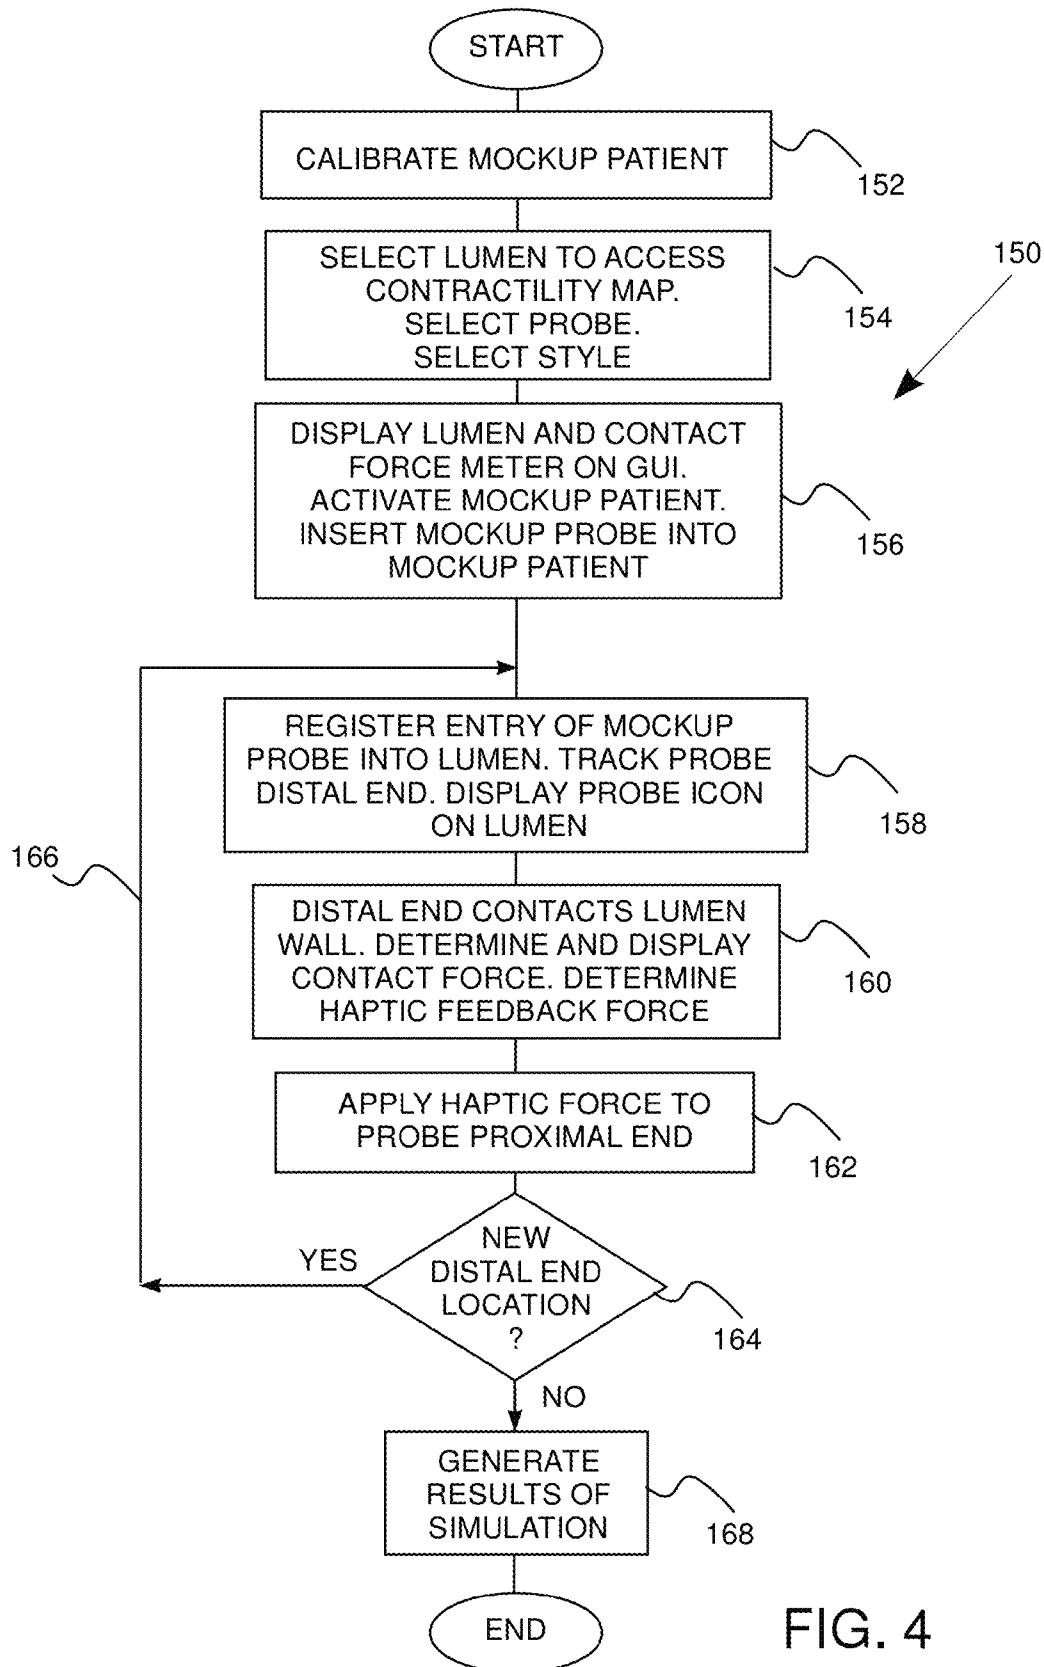 START
CALIBRATE MOCKUP PATIENT
152
SELECT LUMEN TO ACCESS
CONTRACTILITY MAP.
SELECT PROBE.
SELECT STYLE
154
150
DISPLAY LUMEN AND CONTACT
FORCE METER ON GUI.
ACTIVATE MOCKUP PATIENT.
INSERT MOCKUP PROBE INTO
MOCKUP PATIENT
156
REGISTER ENTRY OF MOCKUP
PROBE INTO LUMEN. TRACK PROBE
DISTAL END. DISPLAY PROBE ICON
ON LUMEN
158
166
DISTAL END CONTACTS LUMEN
WALL. DETERMINE AND DISPLAY
CONTACT FORCE. DETERMINE
HAPTIC FEEDBACK FORCE
160
APPLY HAPTIC FORCE TO
PROBE PROXIMAL END
162
YES
NEW
DISTAL END
LOCATION
?
164
NO
GENERATE
RESULTS OF
SIMULATION
168
END
FIG. 4